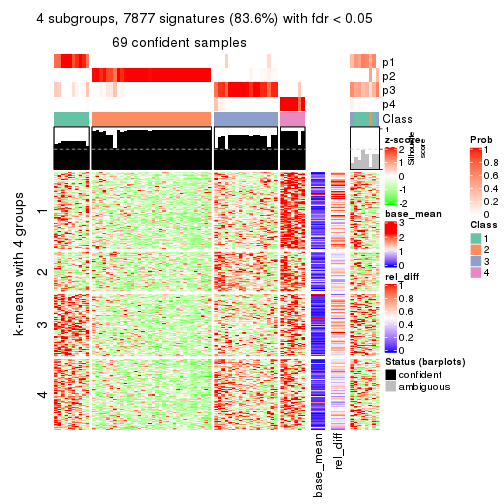 4 subgroups, 7877 signatures (83.6%) with fdr < 0.05
69 confident samples
p1
p2
p3
p4
Class
1
Silhouette
score
k-means with 4 groups
1
2
3
4
base_mean
rel_diff
z-score
2
1
0
-1
-2
base_mean
3
2
1
0
rel_diff
1
0.8
0.6
0.4
0.2
0
Status (barplots)
confident
ambiguous
Prob
1
0.8
0.6
0.4
0.2
0
Class
1
2
3
4